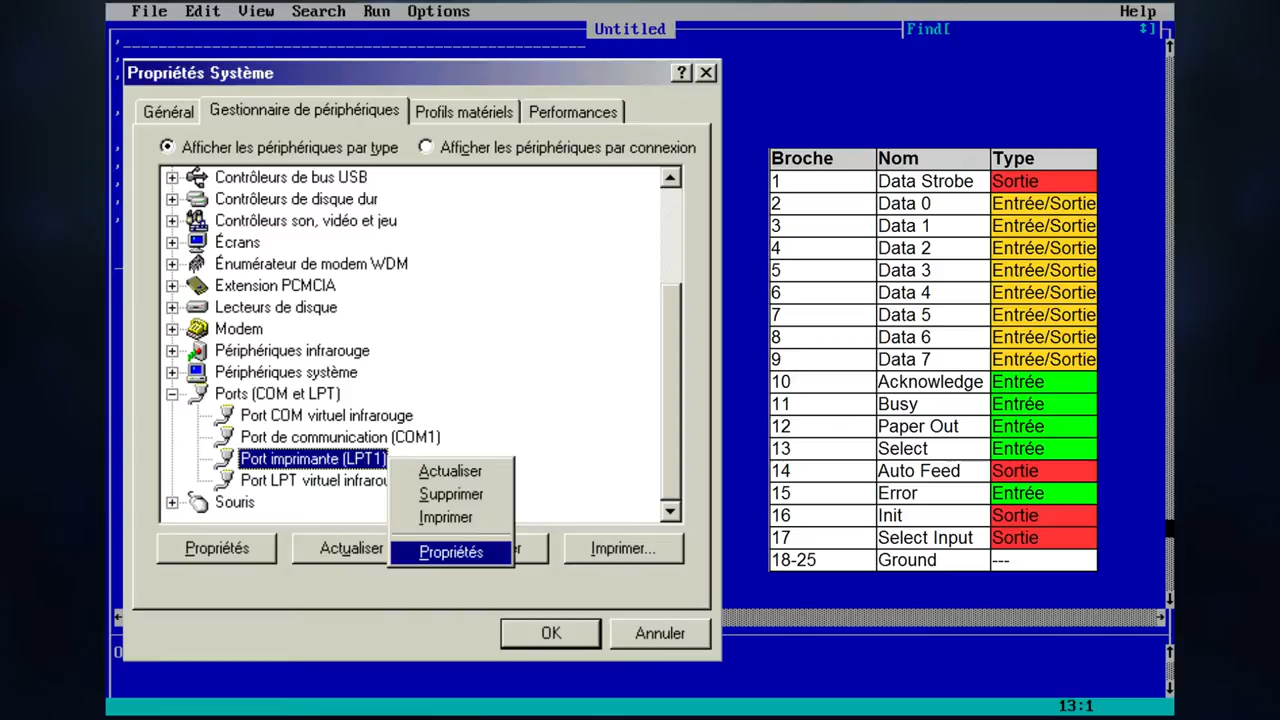 File Edit View Search Run Options Help
Untitled
Find[
Propriétés Système
Général Gestionnaire de périphériques Profils matériels Performances
Afficher les périphériques par type Afficher les périphériques par connexion
Contrôleurs de bus USB
Contrôleurs de disque dur
Contrôleurs son, vidéo et jeu
Écrans
Énumérateur de modem WDM
Extension PCMCIA
Lecteurs de disque
Modem
Périphériques infrarouge
Périphériques système
Ports (COM et LPT)
Port COM virtuel infrarouge
Port de communication (COM1)
Port imprimante (LPT1)
Port LPT virtuel infrarou
Souris
Actualiser
Supprimer
Imprimer
Propriétés
Propriétés Actualiser Imprimer...
OK Annuler
Broche Nom Type
1 Data Strobe Sortie
2 Data 0 Entrée/Sortie
3 Data 1 Entrée/Sortie
4 Data 2 Entrée/Sortie
5 Data 3 Entrée/Sortie
6 Data 4 Entrée/Sortie
7 Data 5 Entrée/Sortie
8 Data 6 Entrée/Sortie
9 Data 7 Entrée/Sortie
10 Acknowledge Entrée
11 Busy Entrée
12 Paper Out Entrée
13 Select Entrée
14 Auto Feed Sortie
15 Error Entrée
16 Init Sortie
17 Select Input Sortie
18-25 Ground ---
13:1